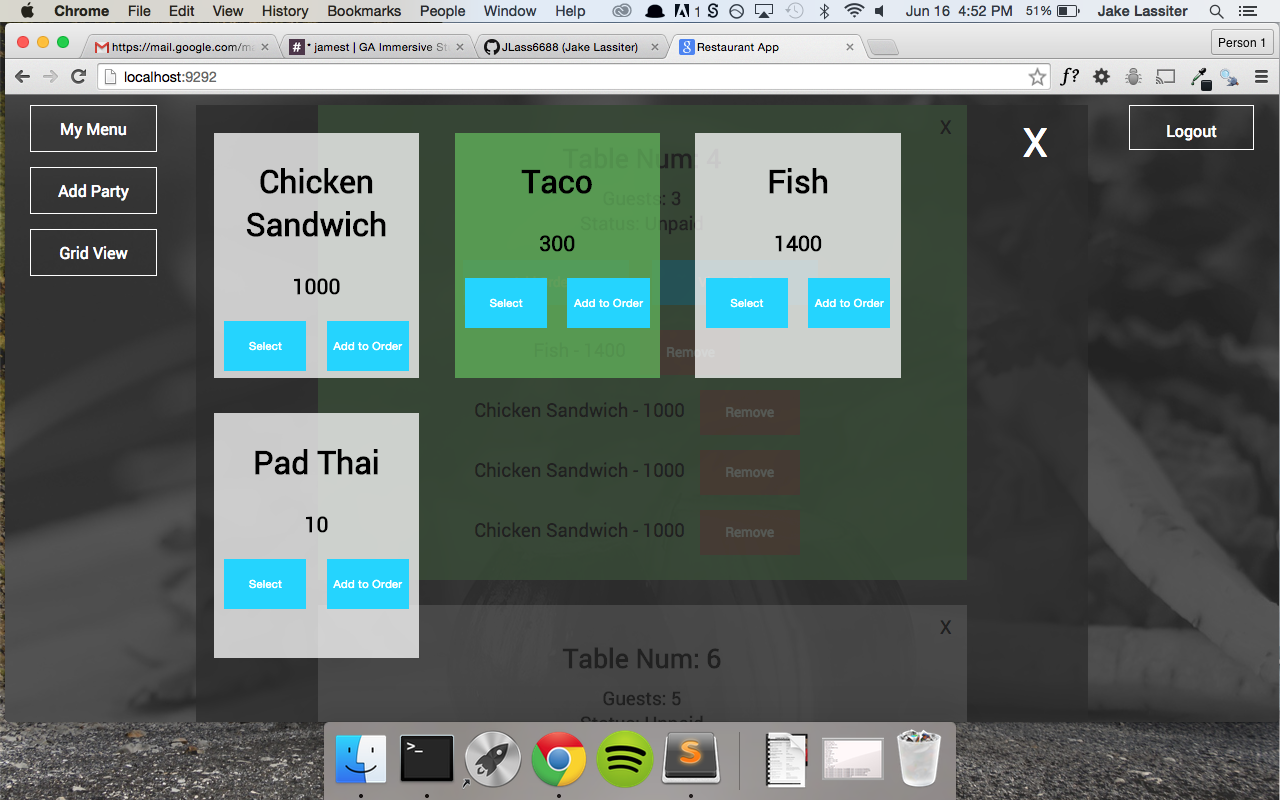 Chrome File Edit View History Bookmarks People Window Help 1 Jun 16 4:52 PM 51% Jake Lassiter
https://mail.google.com/m × # * jamest | GA Immersive St × JLass6688 (Jake Lassiter) × Restaurant App × Person 1
localhost:9292 f?
My Menu
Add Party
Grid View
Logout
X
X
Table Num: 4
Guests: 3
Status: Unpaid
Fish - 1400 Remove
Chicken Sandwich - 1000 Remove
Chicken Sandwich - 1000 Remove
Chicken Sandwich - 1000 Remove
Chicken
Sandwich
1000
Select Add to Order
Taco
300
Select Add to Order
Fish
1400
Select Add to Order
Pad Thai
10
Select Add to Order
X
Table Num: 6
Guests: 5
Status: Unpaid